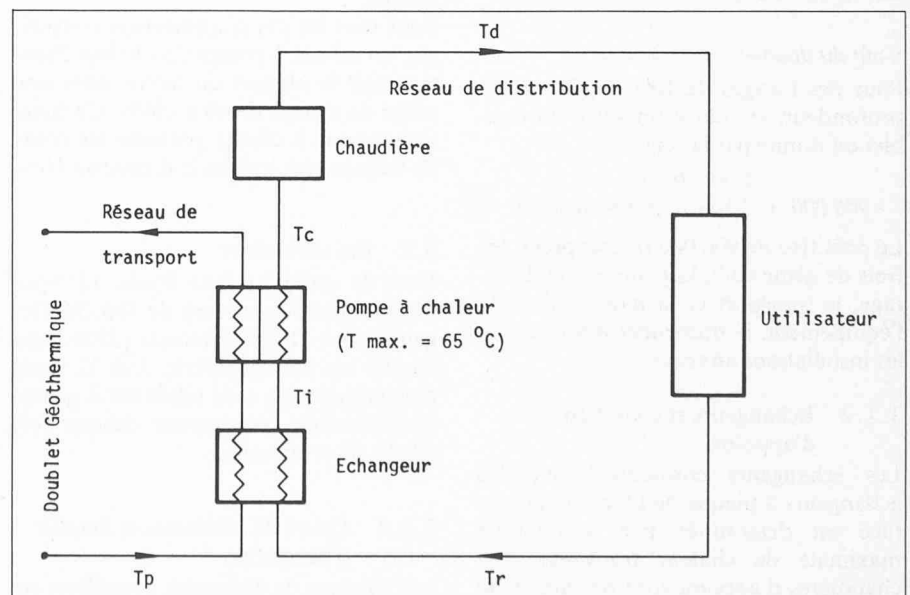 Td
Réseau de distribution
Chaudière
Réseau de
transport
Tc
Pompe à chaleur
(T max. = 65 °C)
Utilisateur
Ti
Doublet Géothermique
Echangeur
Tp
Tr